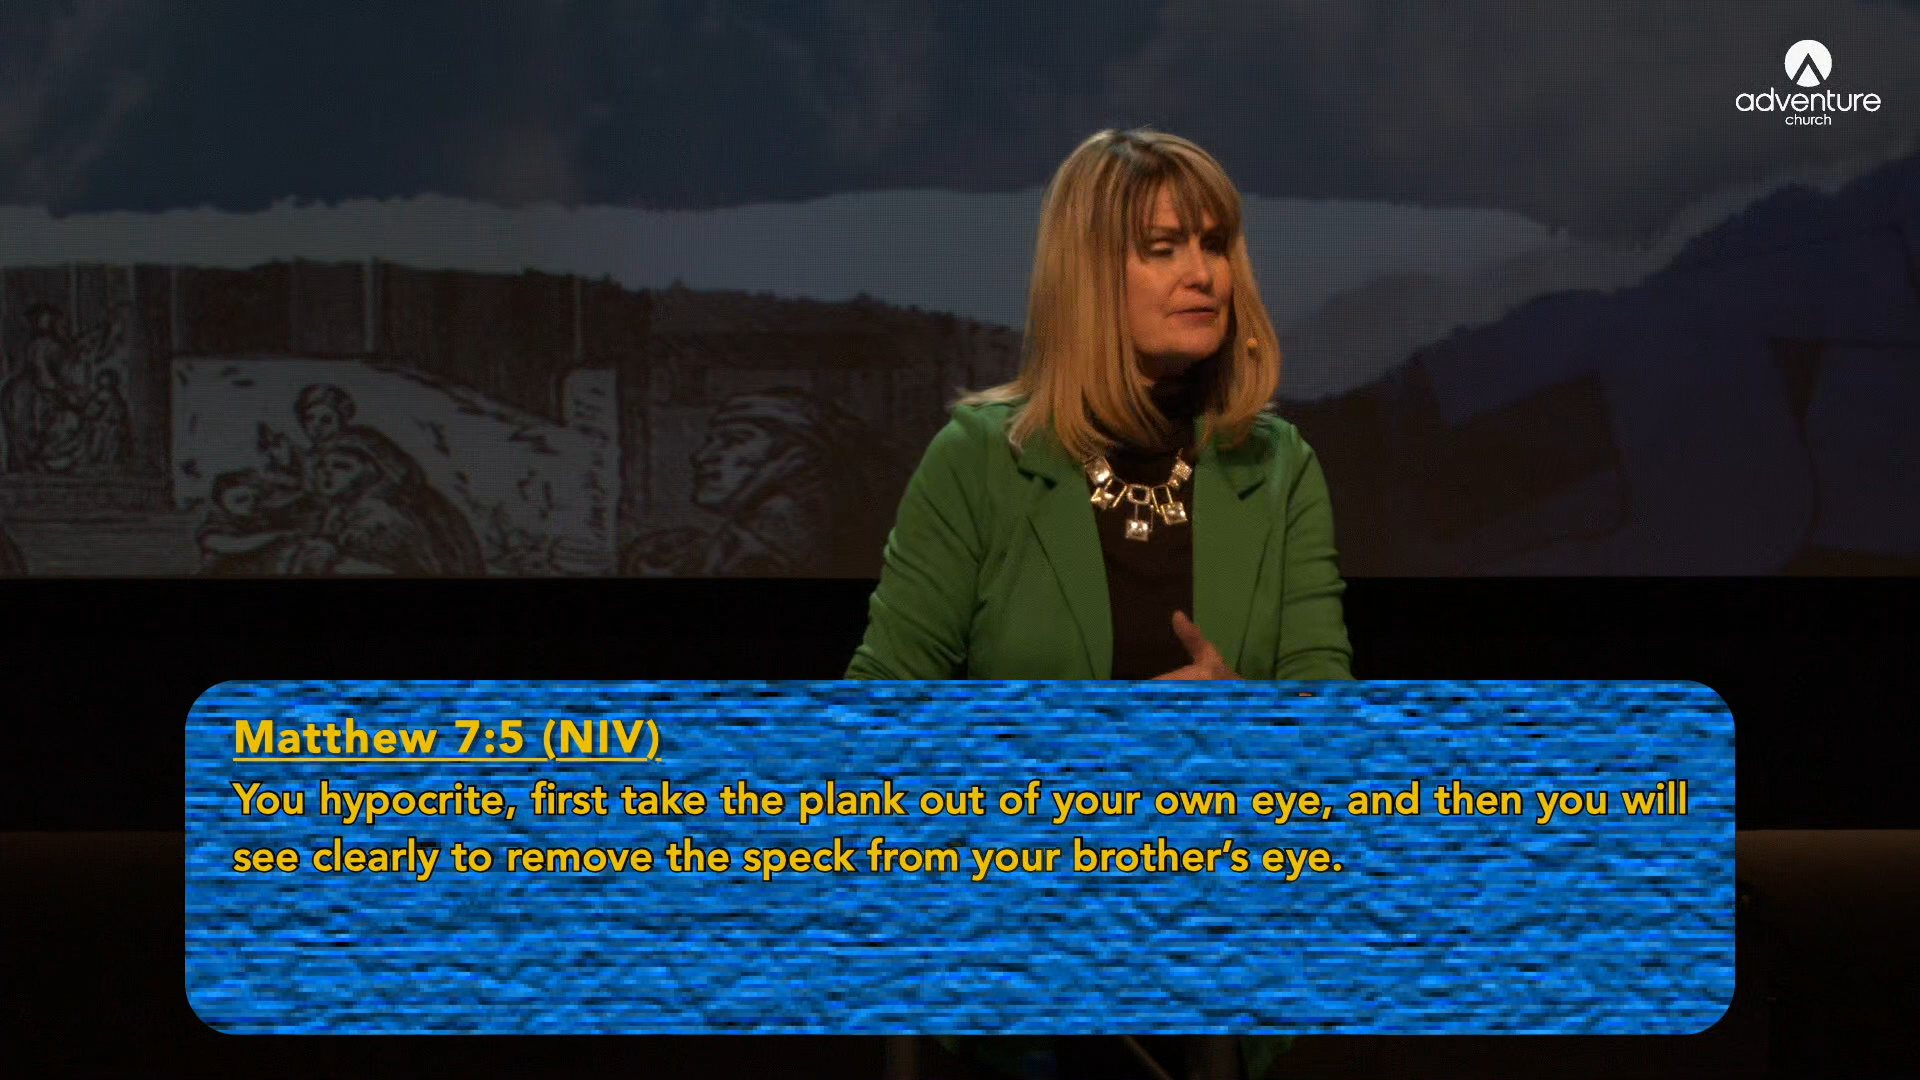 adventure
church
Matthew 7:5 (NIV)
You hypocrite, first take the plank out of your own eye, and then you will
see clearly to remove the speck from your brother’s eye.